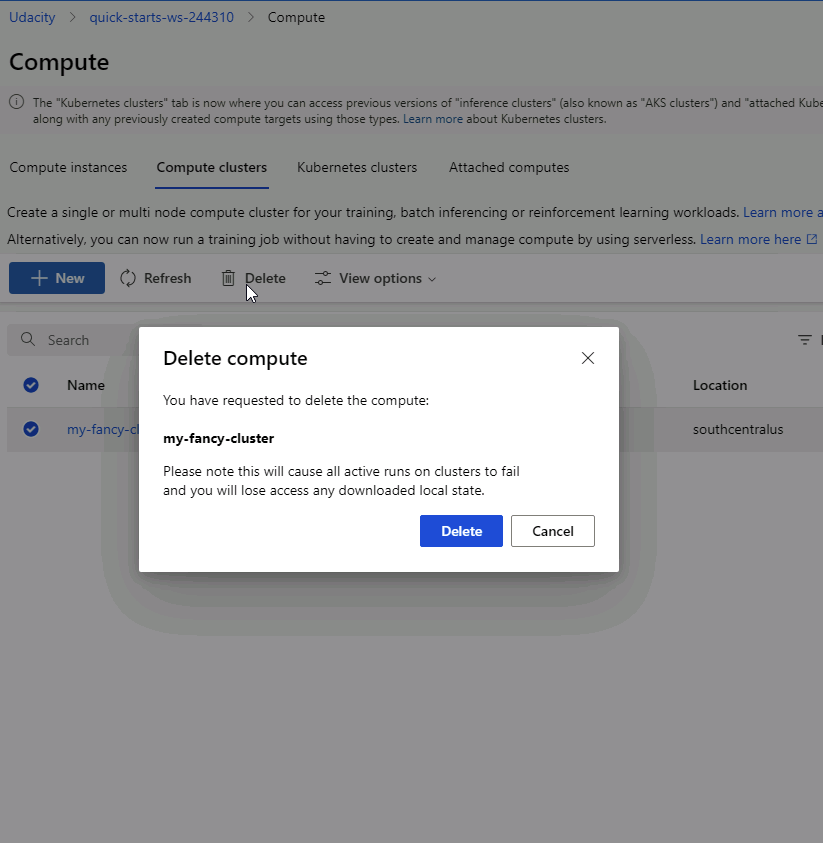 Udacity > quick-starts-ws-244310 > Compute
Compute
The "Kubernetes clusters" tab is now where you can access previous versions of "inference clusters" (also known as "AKS clusters") and "attached Kube
along with any previously created compute targets using those types. Learn more about Kubernetes clusters.
Compute instances Compute clusters Kubernetes clusters Attached computes
Create a single or multi node compute cluster for your training, batch inferencing or reinforcement learning workloads. Learn more a
Alternatively, you can now run a training job without having to create and manage compute by using serverless. Learn more here
New Refresh Delete View options
Search
Name Location
my-fancy-cl southcentralus
Delete compute
You have requested to delete the compute:
my-fancy-cluster
Please note this will cause all active runs on clusters to fail
and you will lose access any downloaded local state.
Delete Cancel